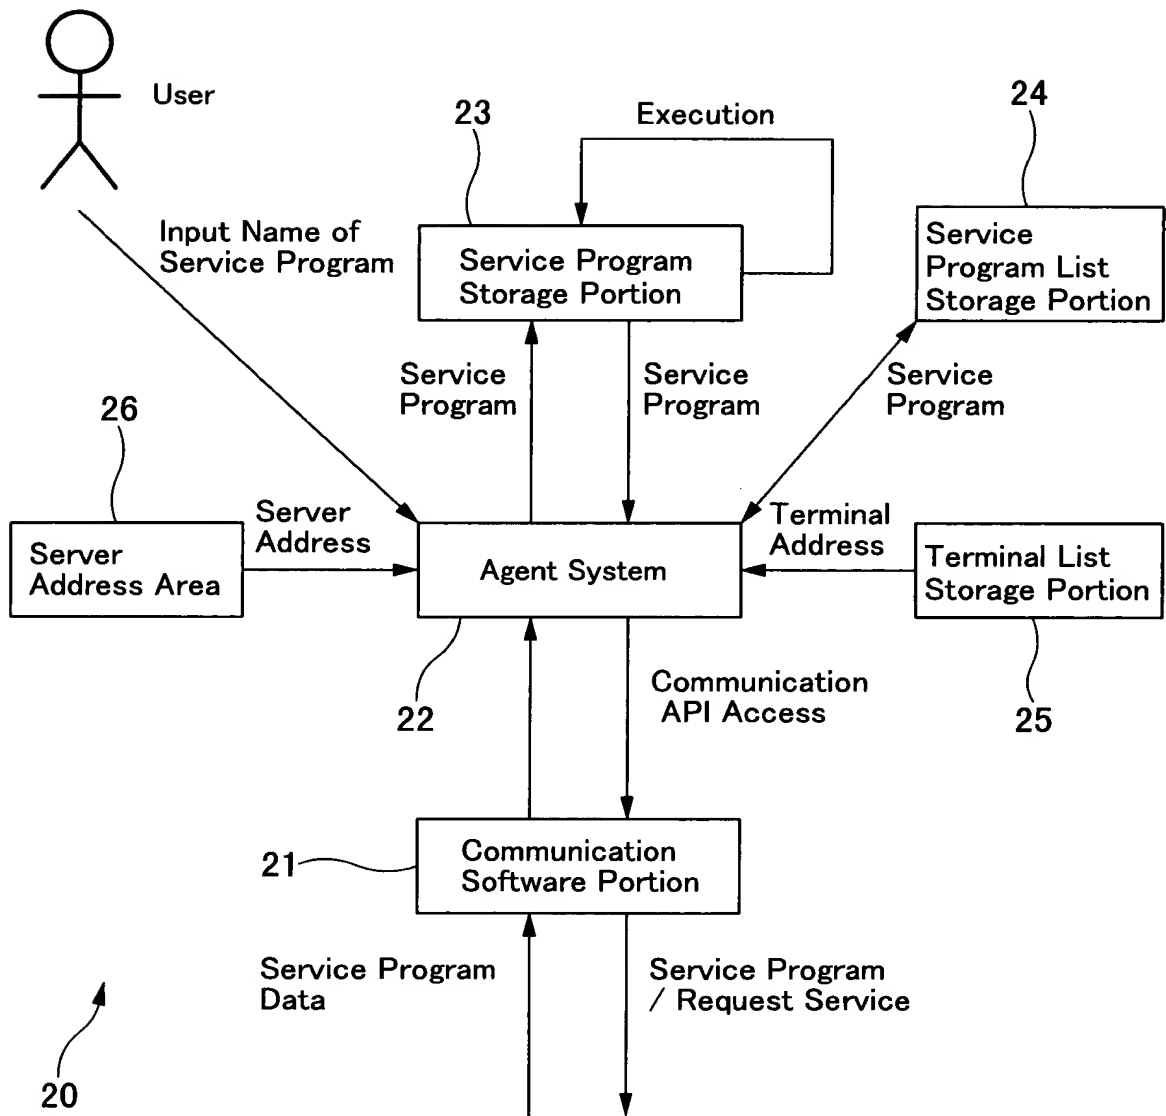 User
23
Execution
24
Input Name of
Service Program
Service Program
Storage Portion
Service
Program List
Storage Portion
Service
Program
Service
Program
Service
Program
26
Server
Address
Terminal
Address
Server
Address Area
Agent System
Terminal List
Storage Portion
22
Communication
API Access
25
21
Communication
Software Portion
Service Program
Data
Service Program
/ Request Service
20